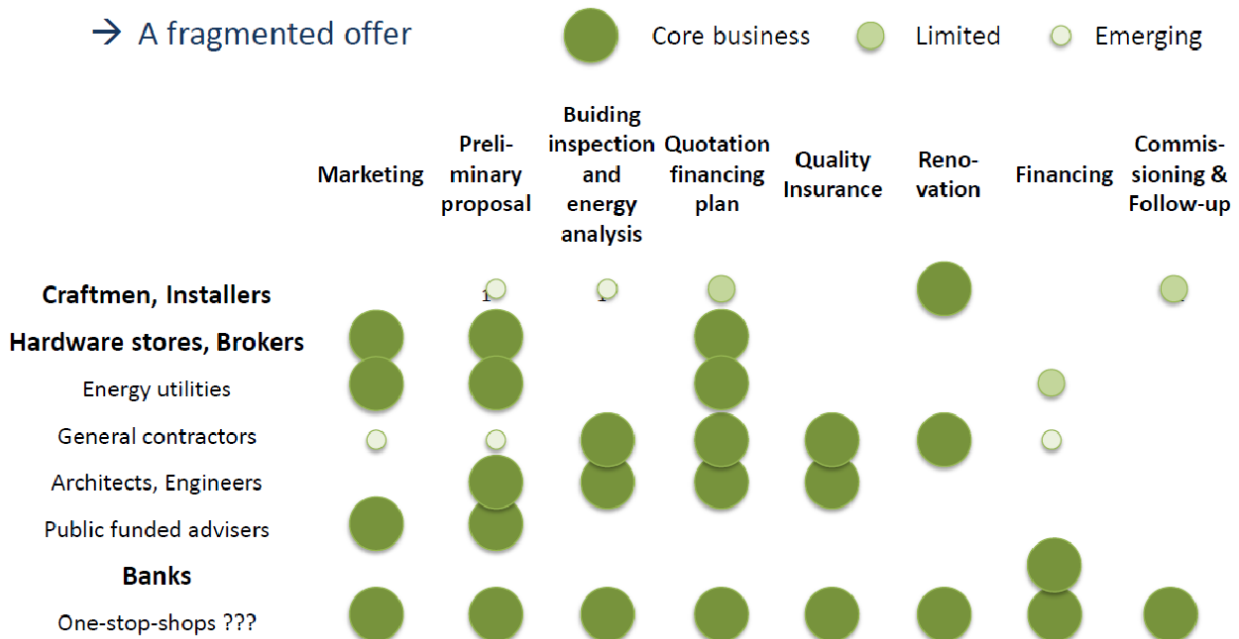 → A fragmented offer
Core business
Limited
Emerging
Marketing
Preli-
minary
proposal
Buiding
inspection
and
energy
analysis
Quotation
financing
plan
Quality
Insurance
Reno-
vation
Financing
Commis-
sioning &
Follow-up
Craftmen, Installers
1
1
Hardware stores, Brokers
Energy utilities
General contractors
Architects, Engineers
Public funded advisers
Banks
One-stop-shops ???